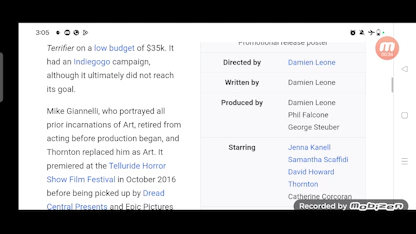 3:05
Promotional release poster
Terrifier on a low budget of $35k. It
had an Indiegogo campaign,
although it ultimately did not reach
its goal.
Mike Giannelli, who portrayed all
prior incarnations of Art, retired from
acting before production began, and
Thornton replaced him as Art. It
premiered at the Telluride Horror
Show Film Festival in October 2016
before being picked up by Dread
Central Presents and Epic Pictures
Directed by Damien Leone
Written by Damien Leone
Produced by Damien Leone
Phil Falcone
George Steuber
Starring Jenna Kanell
Samantha Scaffidi
David Howard
Thornton
Catherine Corcoran
Recorded by Mobizen